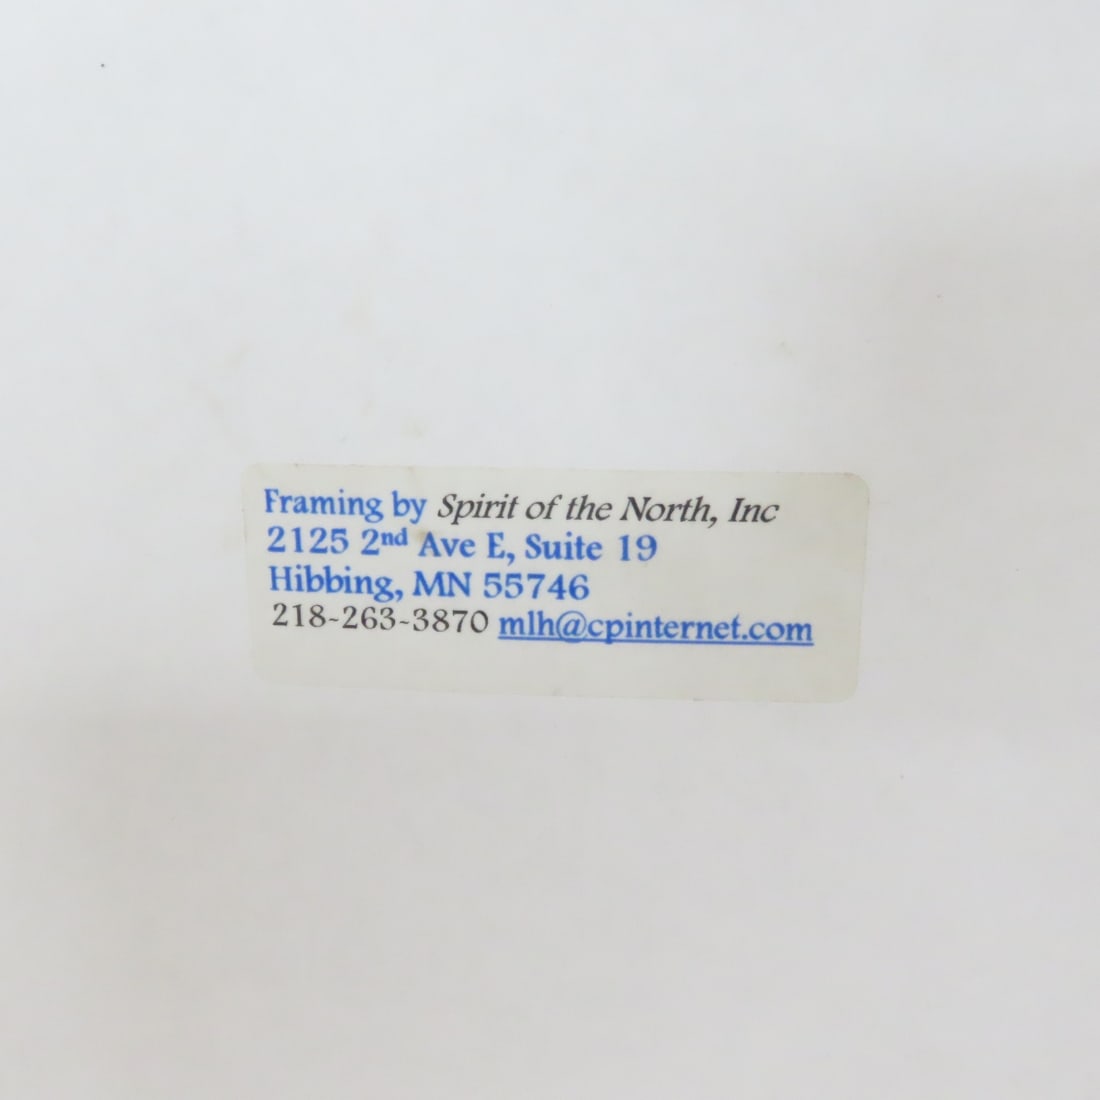 Framing by Spirit of the North, Inc
2125 2nd Ave E, Suite 19
Hibbing, MN 55746
218~263~3870 mlh@cpinternet.com